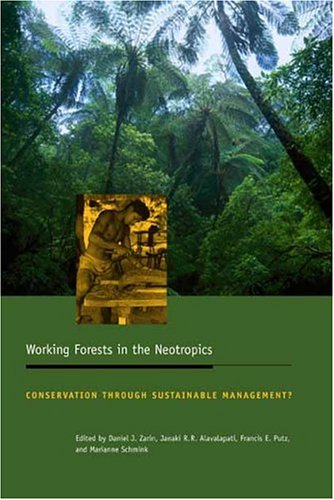 Working Forests in the Neotropics
CONSERVATION THROUGH SUSTAINABLE MANAGEMENT?
Edited by Daniel J. Zarin, Janaki R.R. Alavalapati, Francis E. Putz,
and Marianne Schmink